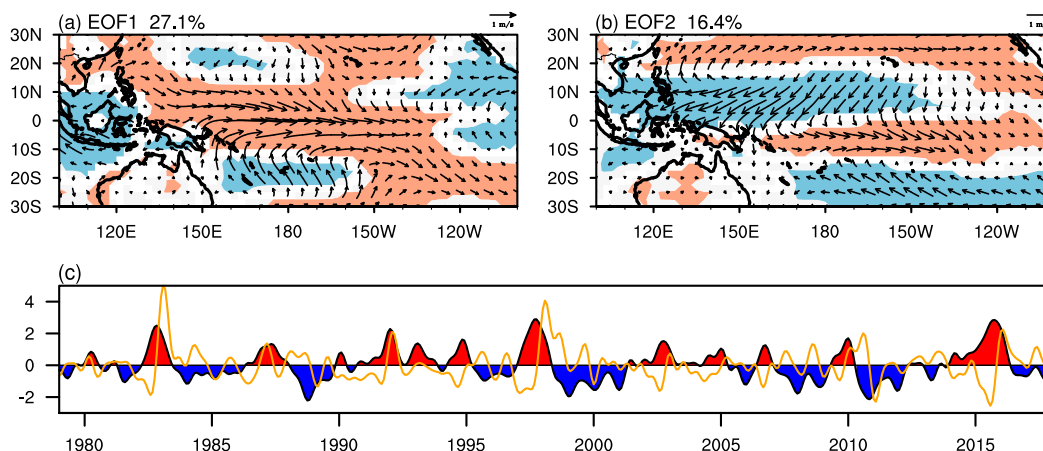 (a) EOF1 27.1%
1 m/s
(b) EOF2 16.4%
1 m/s
30N
20N
10N
0
10S
20S
30S
120E 150E 180 150W 120W
30N
20N
10N
0
10S
20S
30S
120E 150E 180 150W 120W
(c)
4
2
0
-2
1980 1985 1990 1995 2000 2005 2010 2015